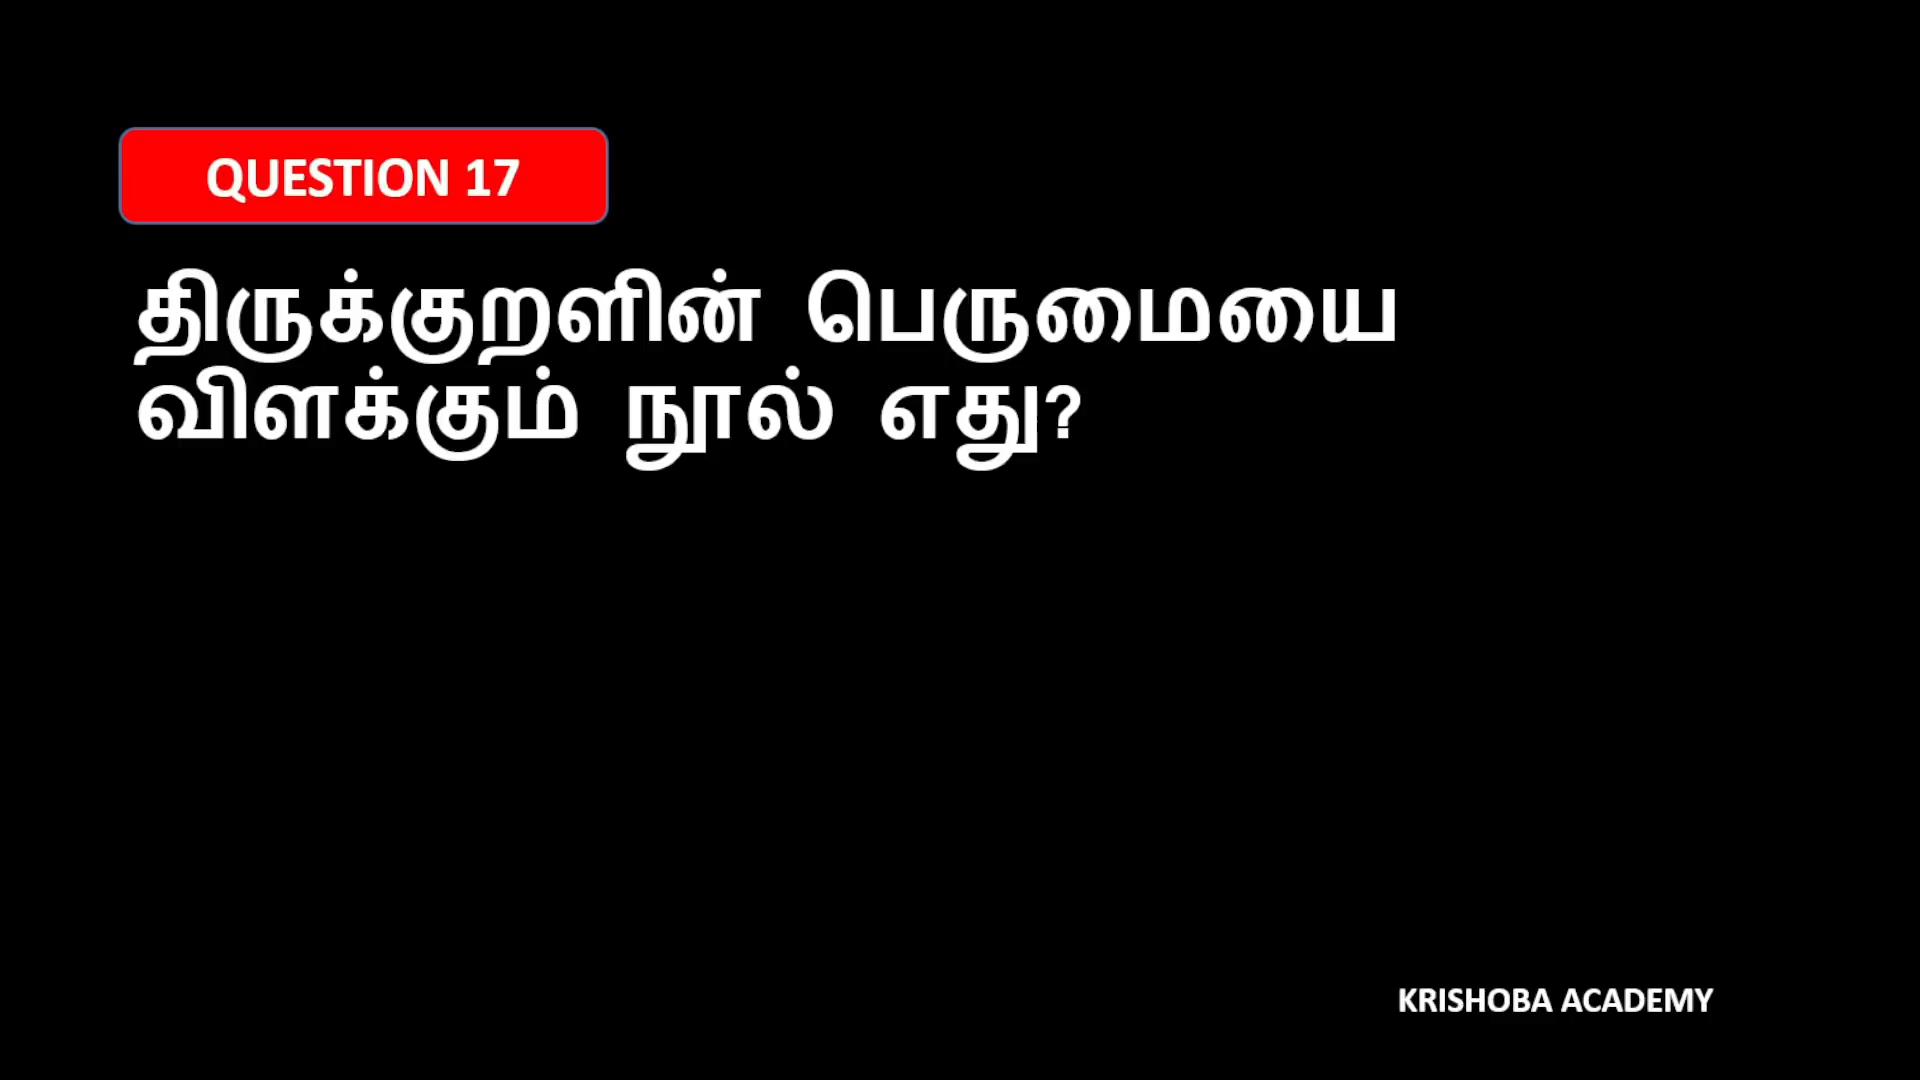 QUESTION 17
திருக்குறளின் பெருமையை
விளக்கும் நூல் எது?
KRISHOBA ACADEMY